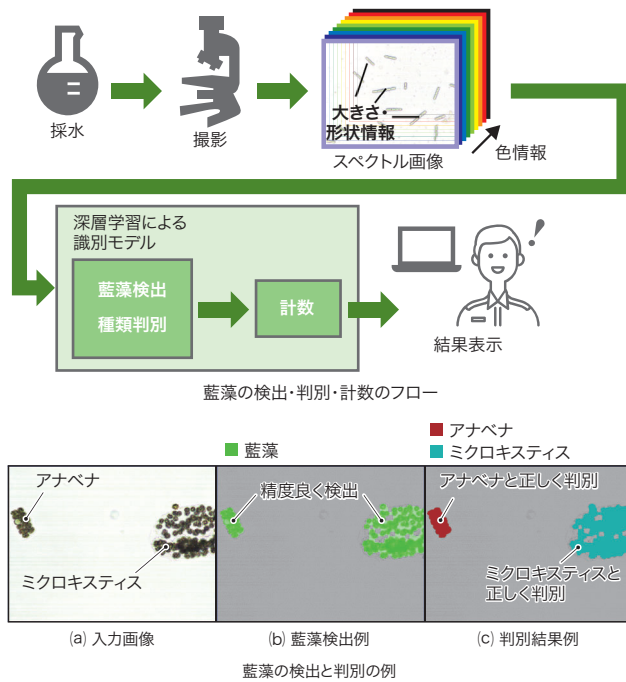 採水
撮影
大きさ・
形状情報
スペクトル画像
色情報
深層学習による
識別モデル
藍藻検出
種類判別
計数
結果表示
藍藻の検出・判別・計数のフロー
藍藻
アナベナ
ミクロキスティス
アナベナ
ミクロキスティス
精度良く検出
アナベナと正しく判別
ミクロキスティスと
正しく判別
(a) 入力画像
(b) 藍藻検出例
(c) 判別結果例
藍藻の検出と判別の例